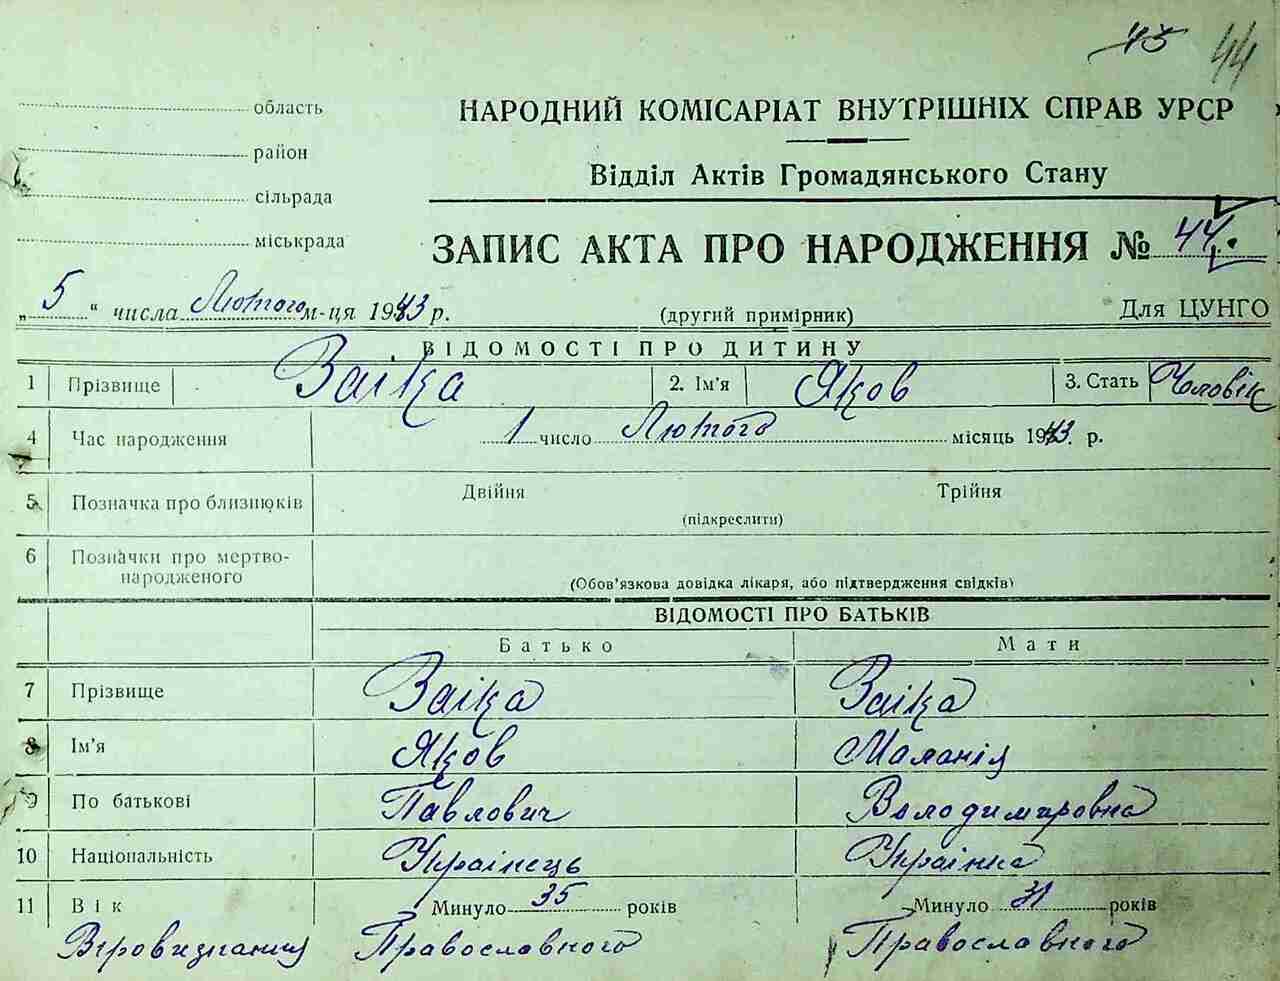 45 44
область
район
сільрада
міськрада
НАРОДНИЙ КОМІСАРІАТ ВНУТРІШНІХ СПРАВ УРСР
Відділ Актів Громадянського Стану
ЗАПИС АКТА ПРО НАРОДЖЕННЯ № 44
„5“ числа Лютого м-ця 1943 р. (другий примірник) Для ЦУНГО
ВІДОМОСТІ ПРО ДИТИНУ
1 Прізвище Заіка 2. Ім'я Яков 3. Стать Чоловік
4 Час народження 1 число Лютого місяць 1943. р.
5 Позначка про близнюків Двійня Трійня
(підкреслити)
6 Позначки про мертво-
народженого
(Обов'язкова довідка лікаря, або підтвердження свідків)
ВІДОМОСТІ ПРО БАТЬКІВ
Батько Мати
7 Прізвище Заіка Заіка
8 Ім'я Яков Маланія
9 По батькові Павлович Володимировна
10 Національність Украінець Украінка
11 Вік Минуло 35 років Минуло 31 років
Віровизнання Православного Православного